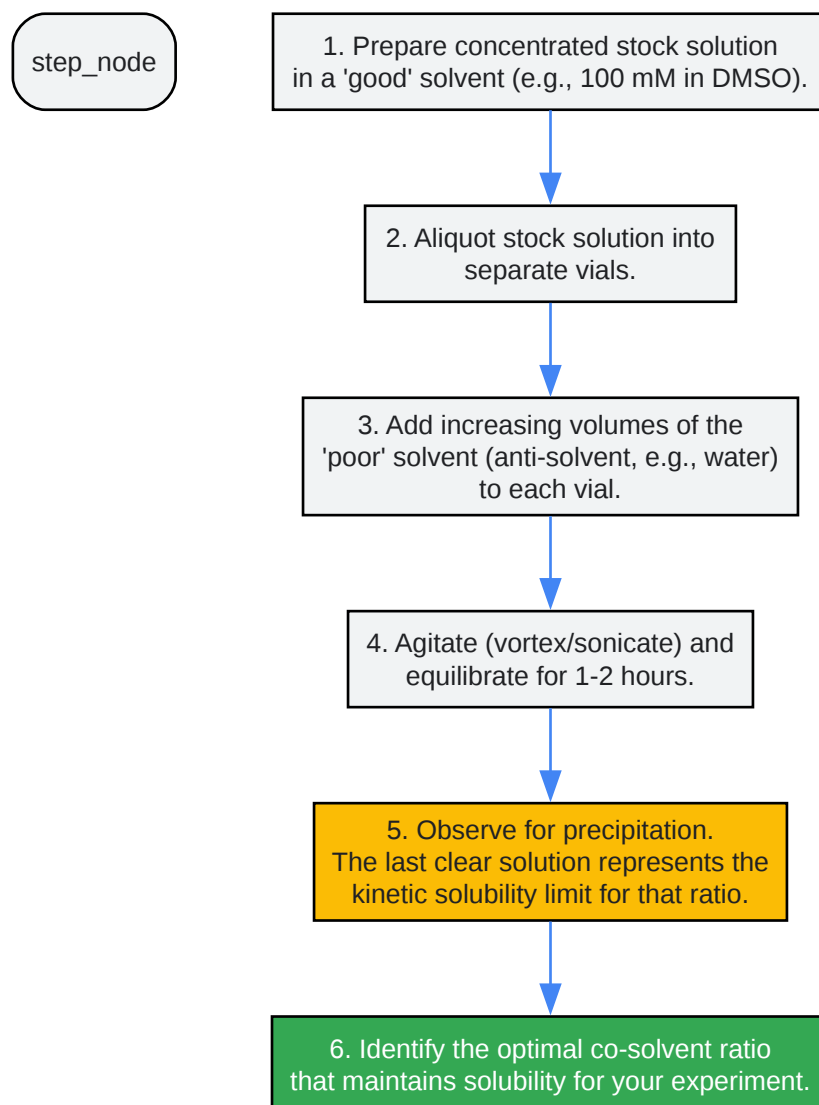 step_node
1. Prepare concentrated stock solution
in a 'good' solvent (e.g., 100 mM in DMSO).
2. Aliquot stock solution into
separate vials.
3. Add increasing volumes of the
'poor' solvent (anti-solvent, e.g., water)
to each vial.
4. Agitate (vortex/sonicate) and
equilibrate for 1-2 hours.
5. Observe for precipitation.
The last clear solution represents the
kinetic solubility limit for that ratio.
6. Identify the optimal co-solvent ratio
that maintains solubility for your experiment.